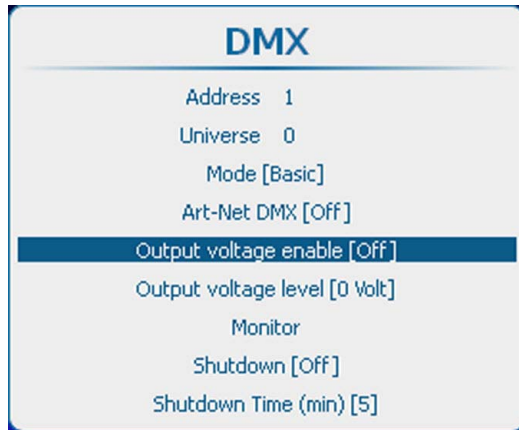 DMX
Address 1
Universe 0
Mode [Basic]
Art-Net DMX [Off]
Output voltage enable [Off]
Output voltage level [0 Volt]
Monitor
Shutdown [Off]
Shutdown Time (min) [5]